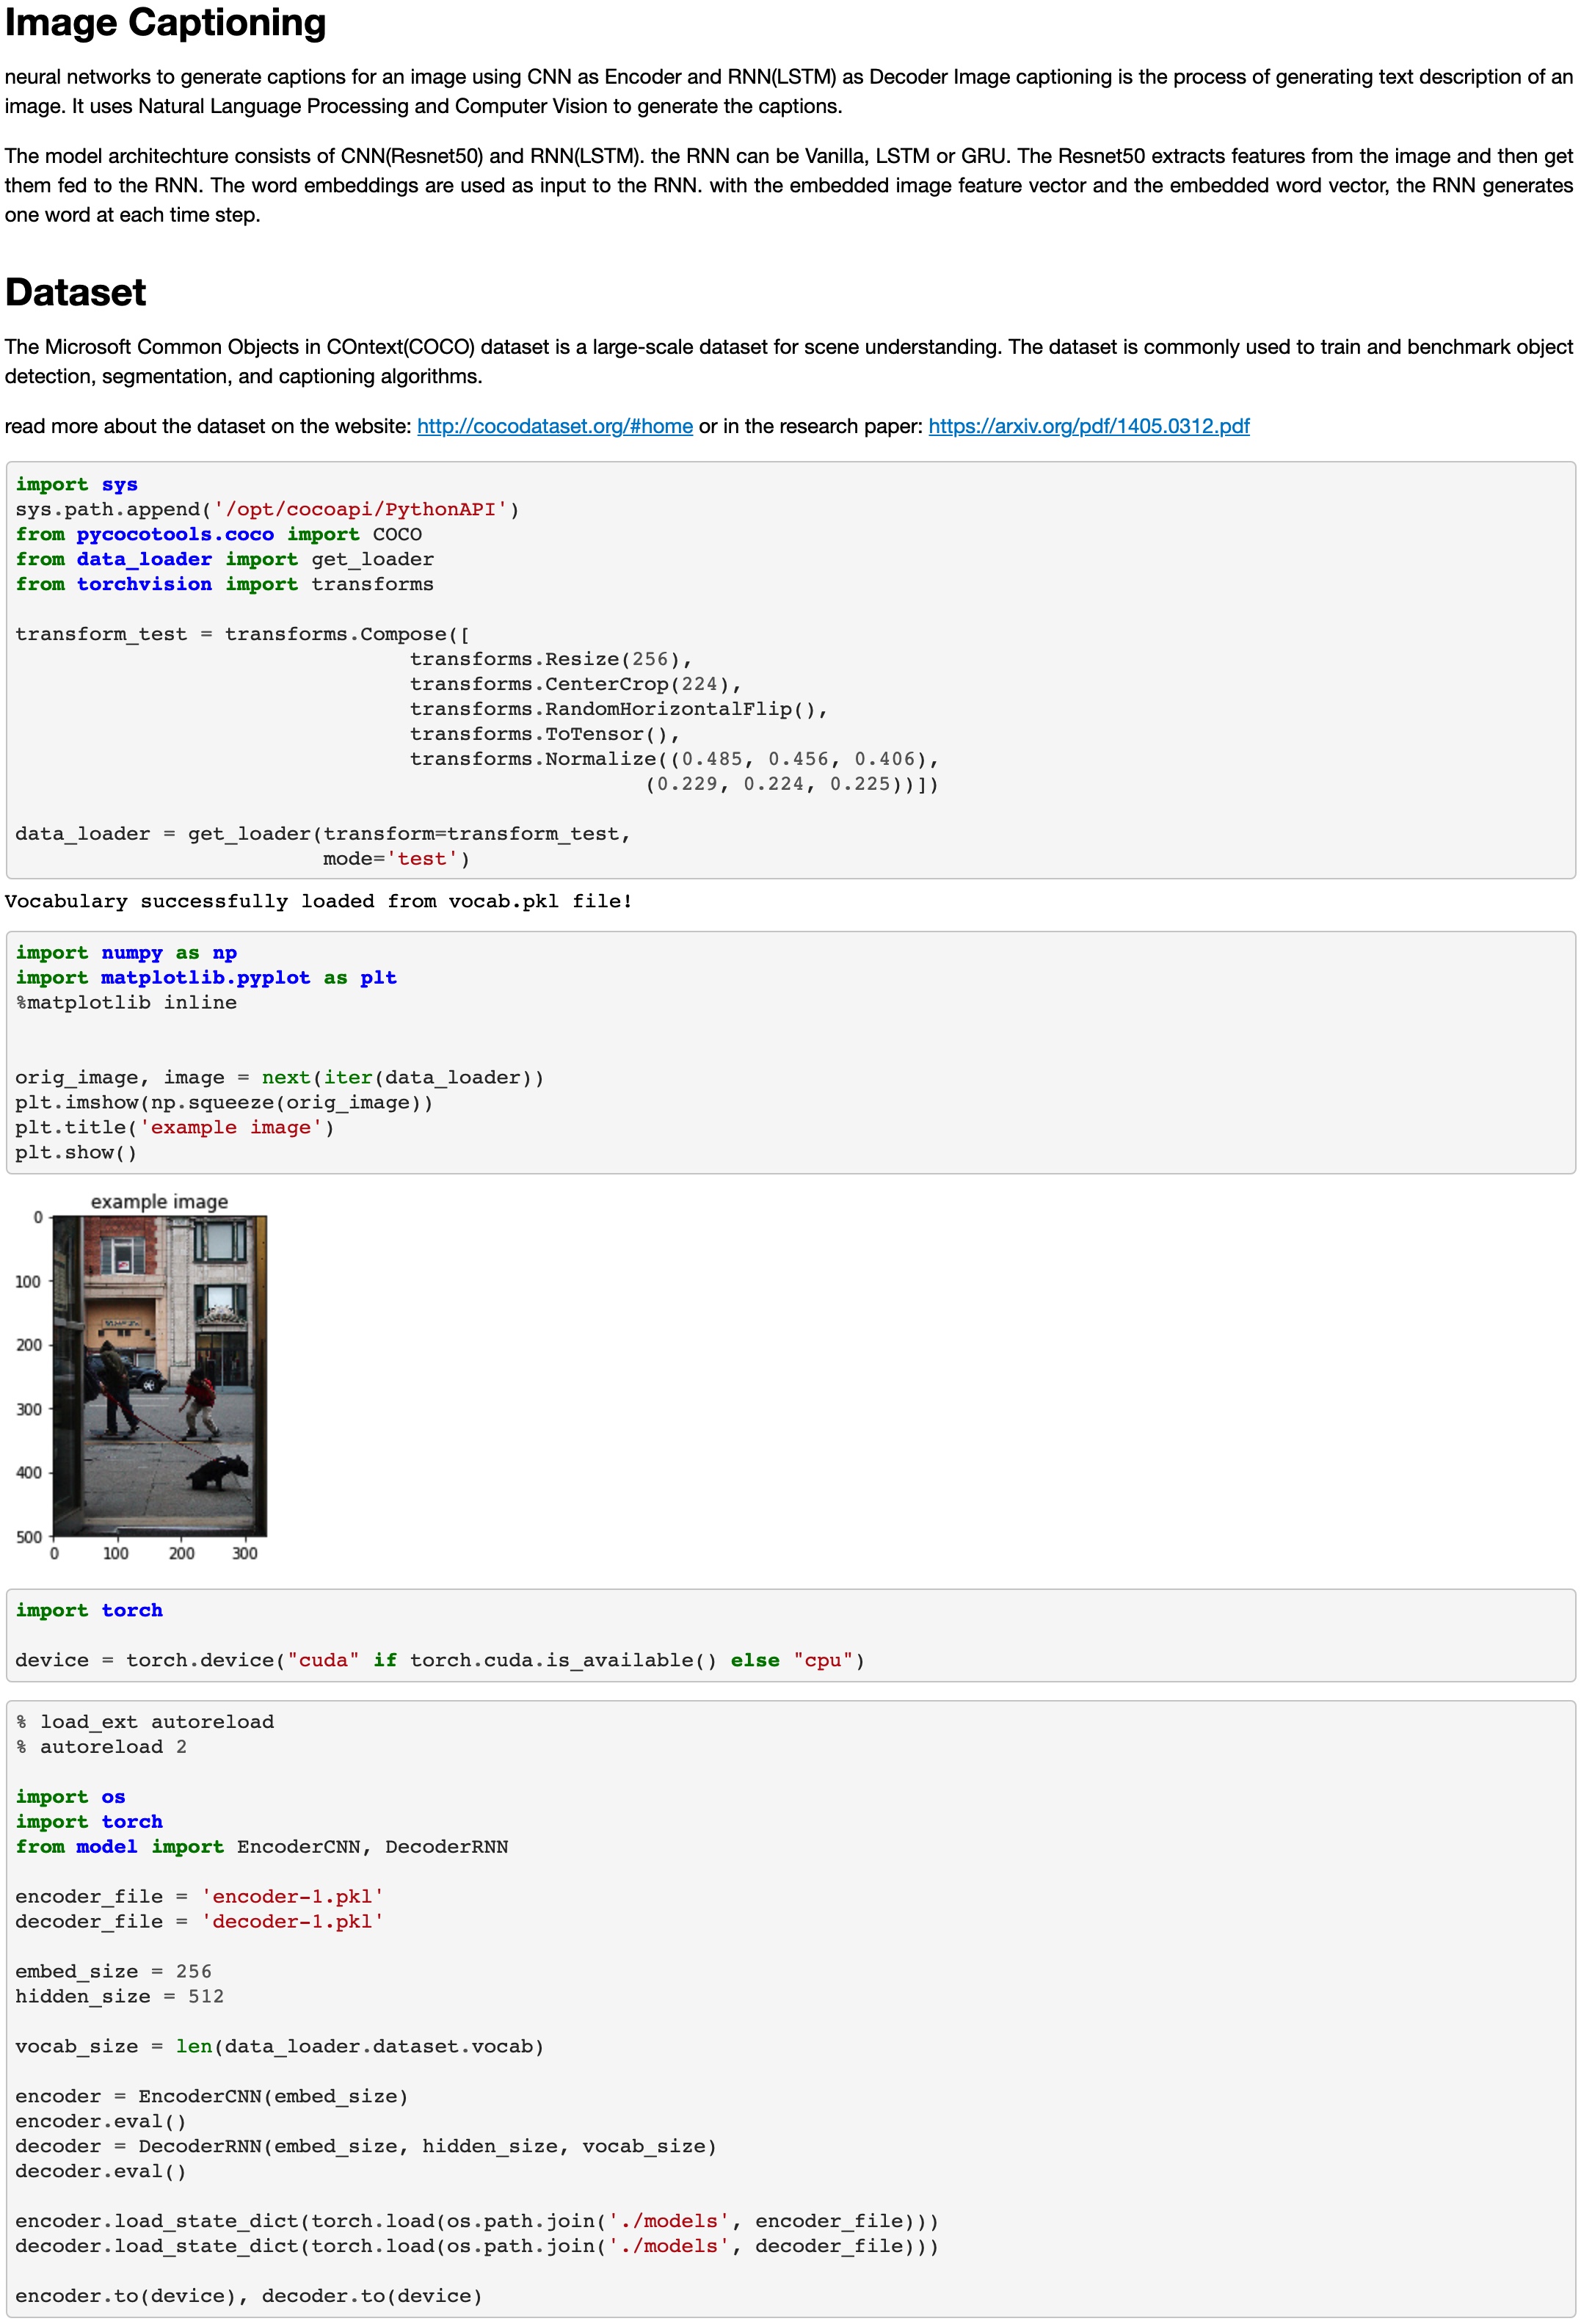 Image Captioning
neural networks to generate captions for an image using CNN as Encoder and RNN(LSTM) as Decoder Image captioning is the process of generating text description of an
image. It uses Natural Language Processing and Computer Vision to generate the captions.
The model architechture consists of CNN(Resnet50) and RNN(LSTM). the RNN can be Vanilla, LSTM or GRU. The Resnet50 extracts features from the image and then get
them fed to the RNN. The word embeddings are used as input to the RNN. with the embedded image feature vector and the embedded word vector, the RNN generates
one word at each time step.
Dataset
The Microsoft Common Objects in COntext(COCO) dataset is a large-scale dataset for scene understanding. The dataset is commonly used to train and benchmark object
detection, segmentation, and captioning algorithms.
read more about the dataset on the website: http://cocodataset.org/#home or in the research paper: https://arxiv.org/pdf/1405.0312.pdf
import sys
sys.path.append('/opt/cocoapi/PythonAPI')
from pycocotools.coco import COCO
from data_loader import get_loader
from torchvision import transforms
transform_test = transforms.Compose([
transforms.Resize(256),
transforms.CenterCrop(224),
transforms.RandomHorizontalFlip(),
transforms.ToTensor(),
transforms.Normalize((0.485, 0.456, 0.406),
(0.229, 0.224, 0.225))])
data_loader = get_loader(transform=transform_test,
mode='test')
Vocabulary successfully loaded from vocab.pkl file!
import numpy as np
import matplotlib.pyplot as plt
%matplotlib inline
orig_image, image = next(iter(data_loader))
plt.imshow(np.squeeze(orig_image))
plt.title('example image')
plt.show()
example image
0
100
200
300
400
500
0 100 200 300
import torch
device = torch.device("cuda" if torch.cuda.is_available() else "cpu")
% load_ext autoreload
% autoreload 2
import os
import torch
from model import EncoderCNN, DecoderRNN
encoder_file = 'encoder-1.pkl'
decoder_file = 'decoder-1.pkl'
embed_size = 256
hidden_size = 512
vocab_size = len(data_loader.dataset.vocab)
encoder = EncoderCNN(embed_size)
encoder.eval()
decoder = DecoderRNN(embed_size, hidden_size, vocab_size)
decoder.eval()
encoder.load_state_dict(torch.load(os.path.join('./models', encoder_file)))
decoder.load_state_dict(torch.load(os.path.join('./models', decoder_file)))
encoder.to(device), decoder.to(device)